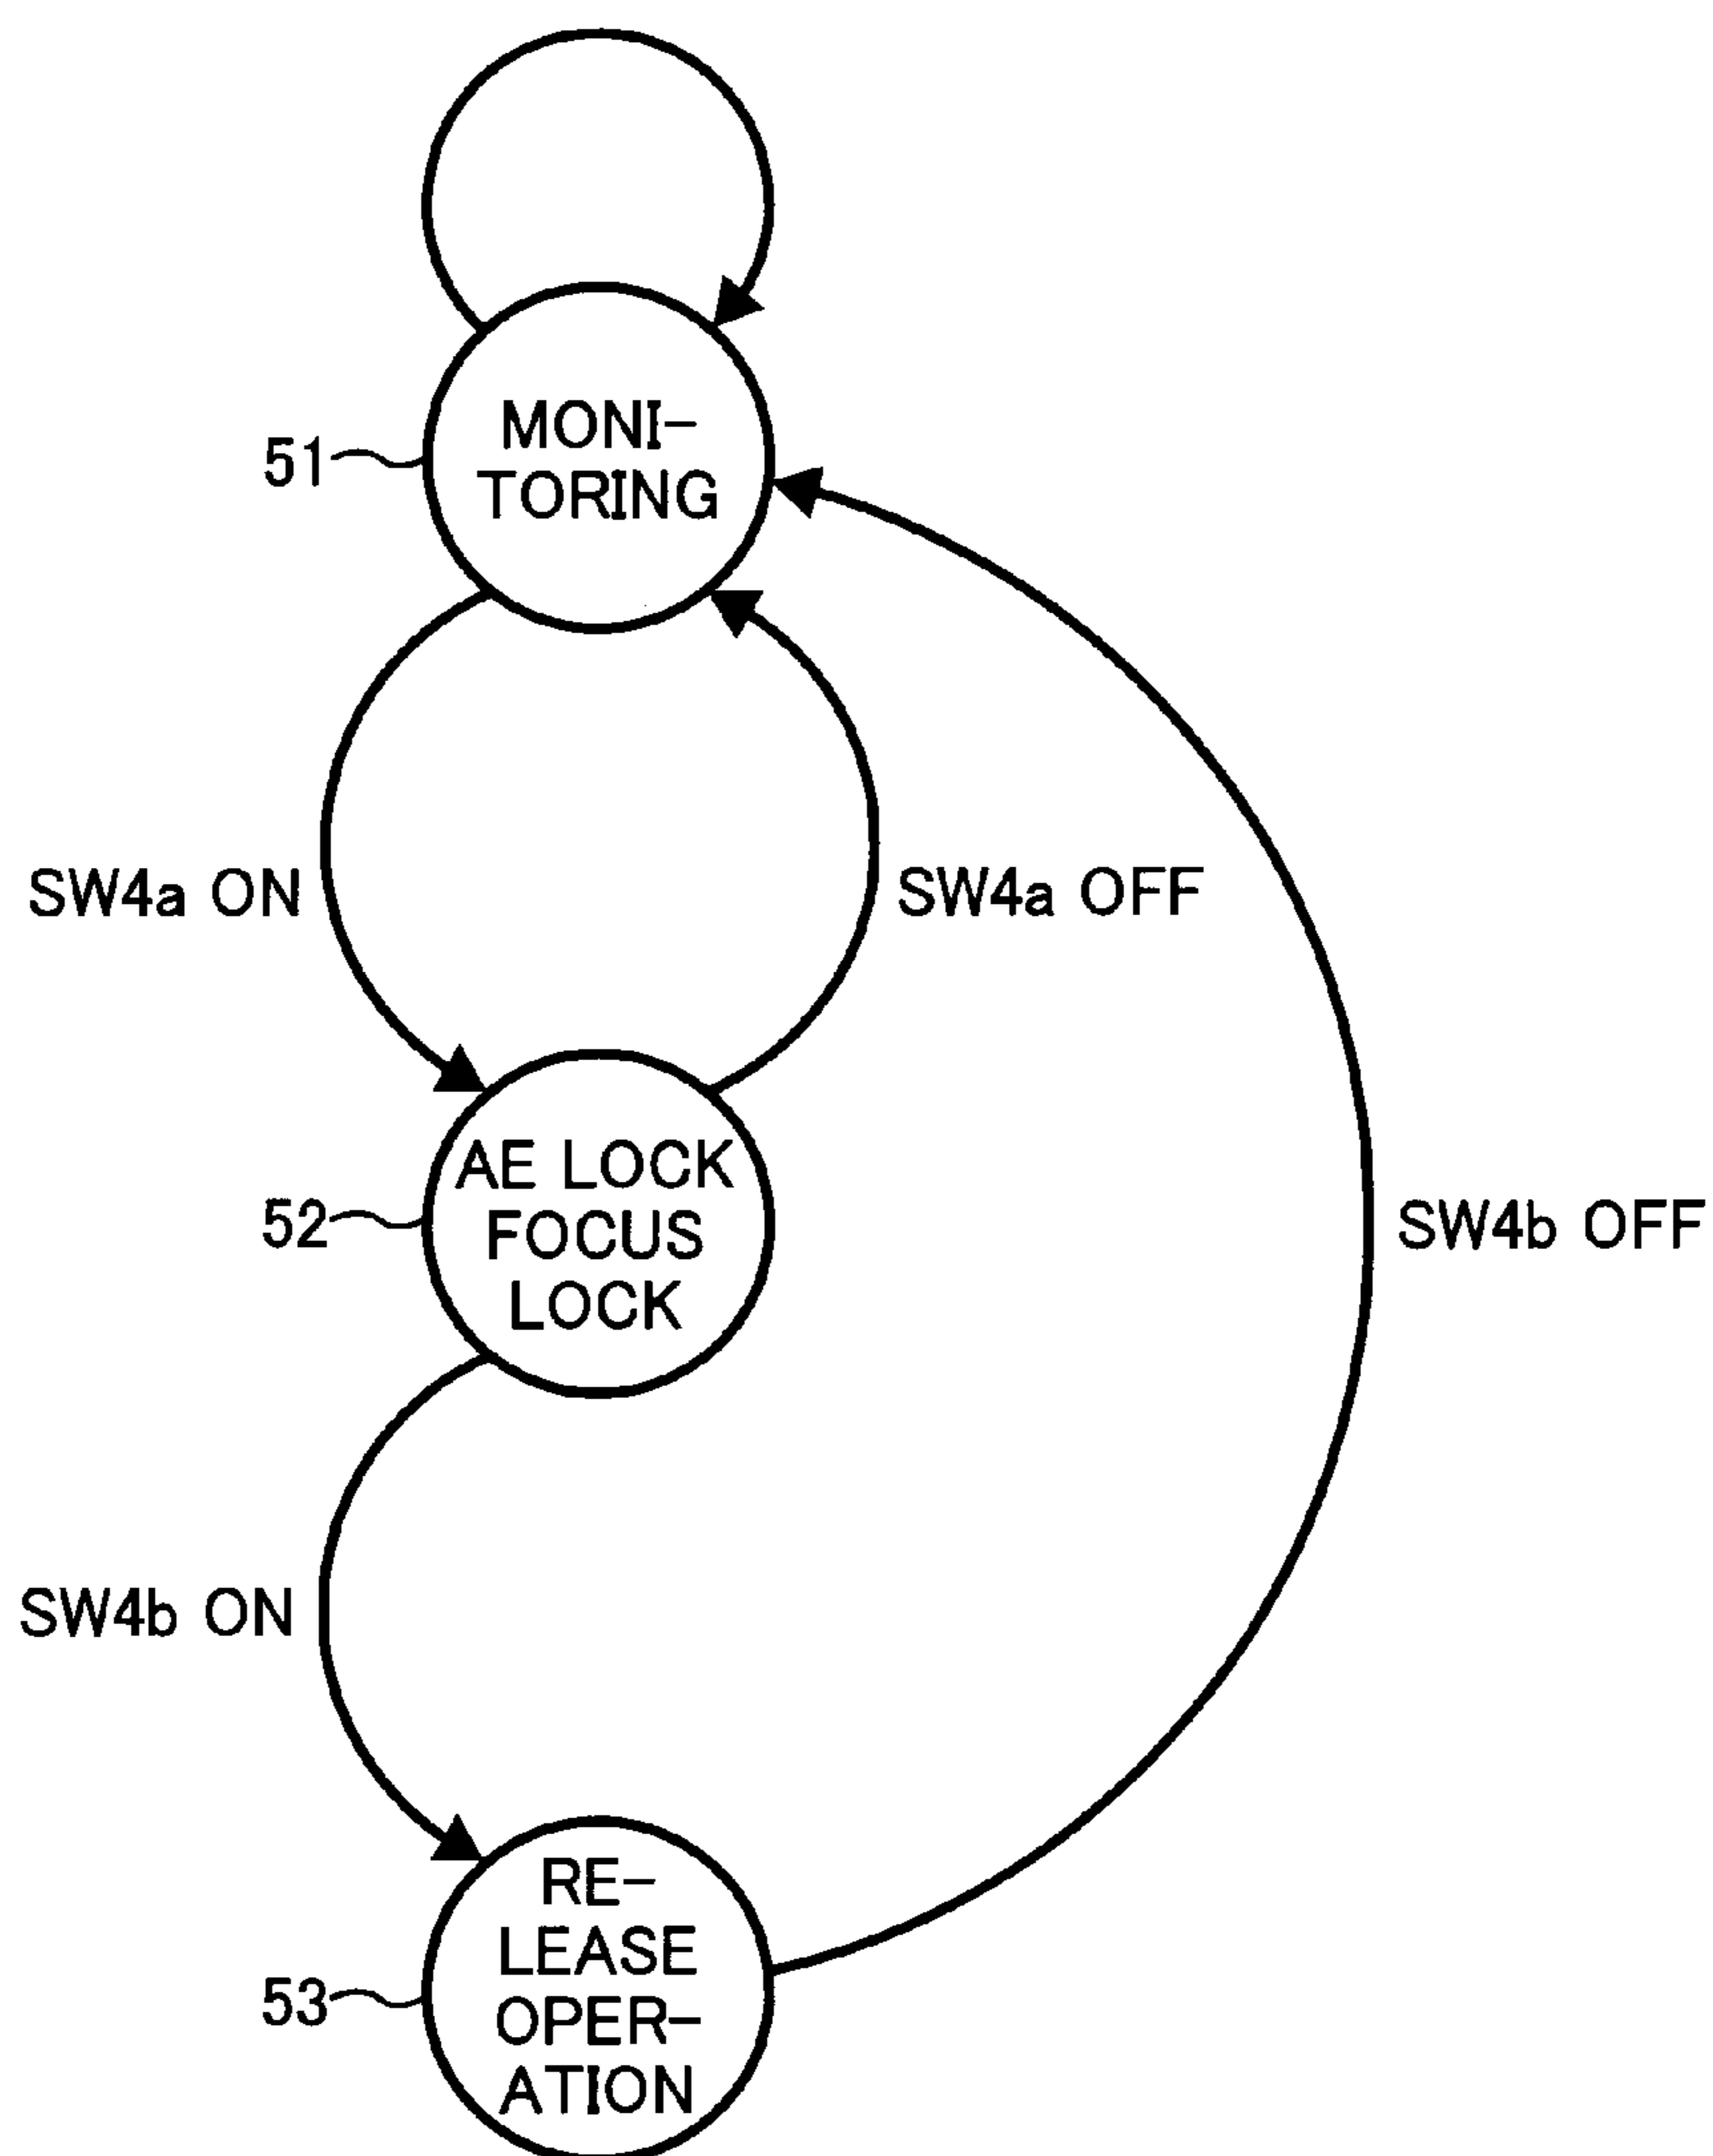 MONI-
TORING
51
SW4a ON
SW4a OFF
AE LOCK
FOCUS
LOCK
52
SW4b OFF
SW4b ON
RE-
LEASE
OPER-
ATION
53